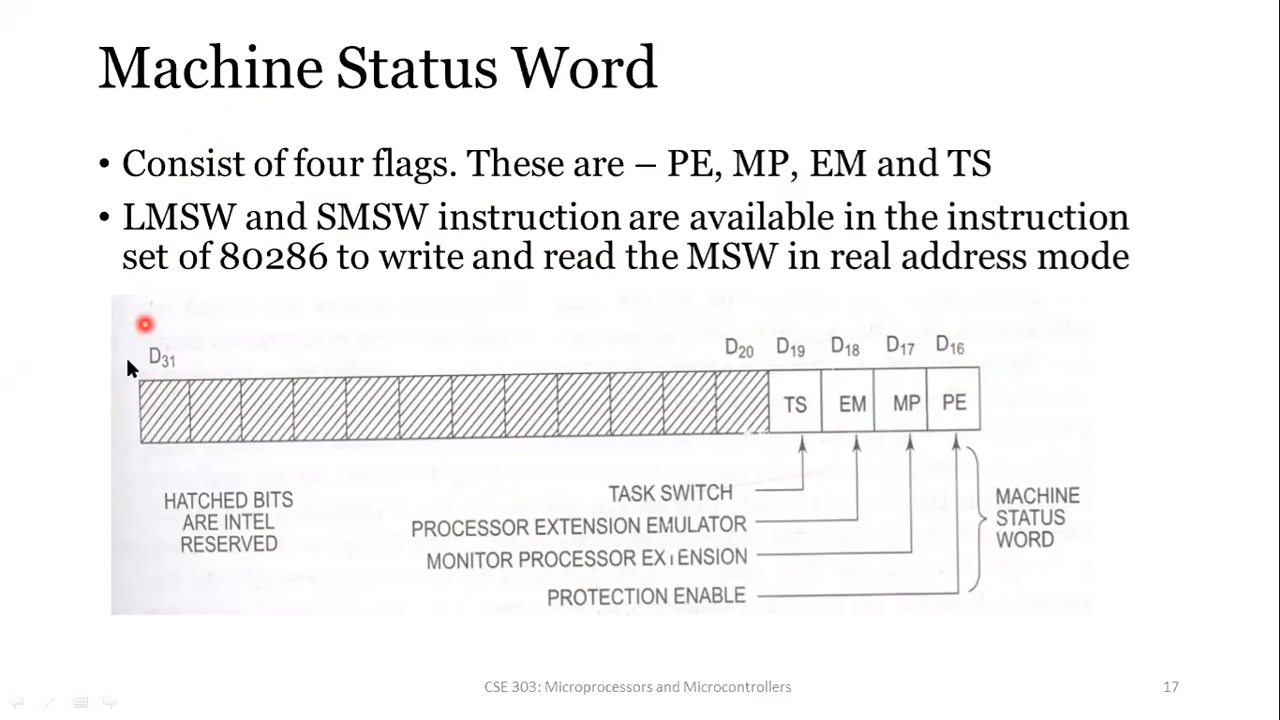 Machine Status Word
• Consist of four flags. These are – PE, MP, EM and TS
• LMSW and SMSW instruction are available in the instruction
set of 80286 to write and read the MSW in real address mode
D31 D20 D19 D18 D17 D16
TS EM MP PE
HATCHED BITS
ARE INTEL
RESERVED
TASK SWITCH
PROCESSOR EXTENSION EMULATOR
MONITOR PROCESSOR EXTENSION
PROTECTION ENABLE
MACHINE
STATUS
WORD
CSE 303: Microprocessors and Microcontrollers
17